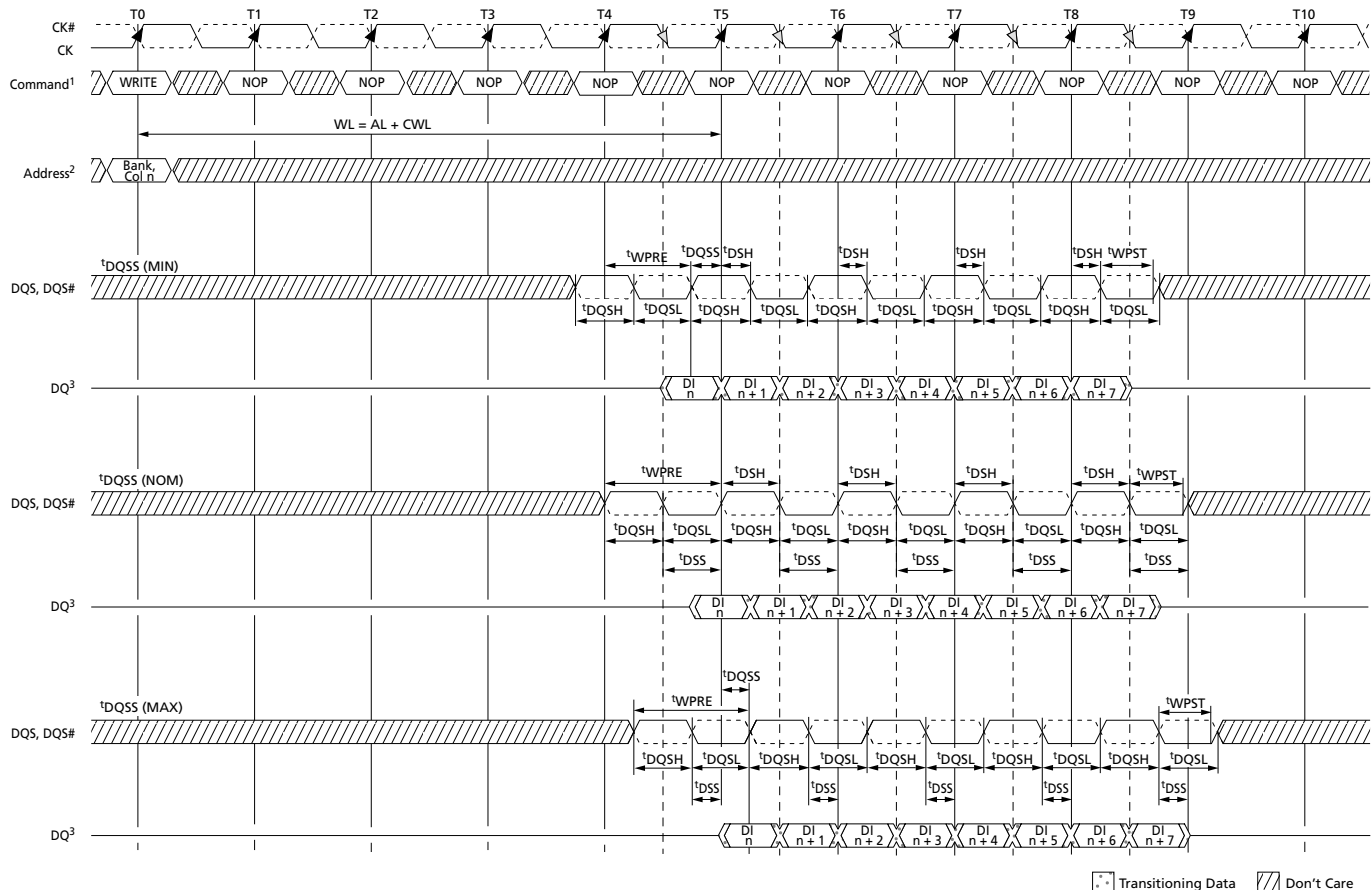 T0 T1 T2 T3 T4 T5 T6 T7 T8 T9 T10
CK#
CK
Command1 WRITE NOP NOP NOP NOP NOP NOP NOP NOP NOP NOP
WL = AL + CWL
Address2 Bank, Col n
tWPRE tDQSS tDSH tDSH tDSH tDSH tWPST
tDQSS (MIN)
DQS, DQS#
tDQSH tDQSL tDQSH tDQSL tDQSH tDQSL tDQSH tDQSL tDQSH tDQSL
DQ3 DI n DI n + 1 DI n + 2 DI n + 3 DI n + 4 DI n + 5 DI n + 6 DI n + 7
tDQSS (NOM) tWPRE tDSH tDSH tDSH tDSH tWPST
DQS, DQS#
tDQSH tDQSL tDQSH tDQSL tDQSH tDQSL tDQSH tDQSL tDQSH tDQSL
tDSS tDSS tDSS tDSS tDSS
DQ3 DI n DI n + 1 DI n + 2 DI n + 3 DI n + 4 DI n + 5 DI n + 6 DI n + 7
tDQSS
tWPRE tWPST
tDQSS (MAX)
DQS, DQS#
tDQSH tDQSL tDQSH tDQSL tDQSH tDQSL tDQSH tDQSL tDQSH tDQSL
tDSS tDSS tDSS tDSS tDSS
DQ3 DI n DI n + 1 DI n + 2 DI n + 3 DI n + 4 DI n + 5 DI n + 6 DI n + 7
Transitioning Data Don't Care